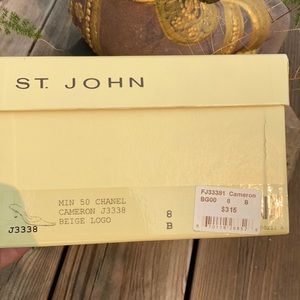 ST. JOHN
MIN 50 CHANEL
CAMERON J3338
BEIGE LOGO
8
B
J3338
FJ33381 Cameron
BG00 8 B
$315